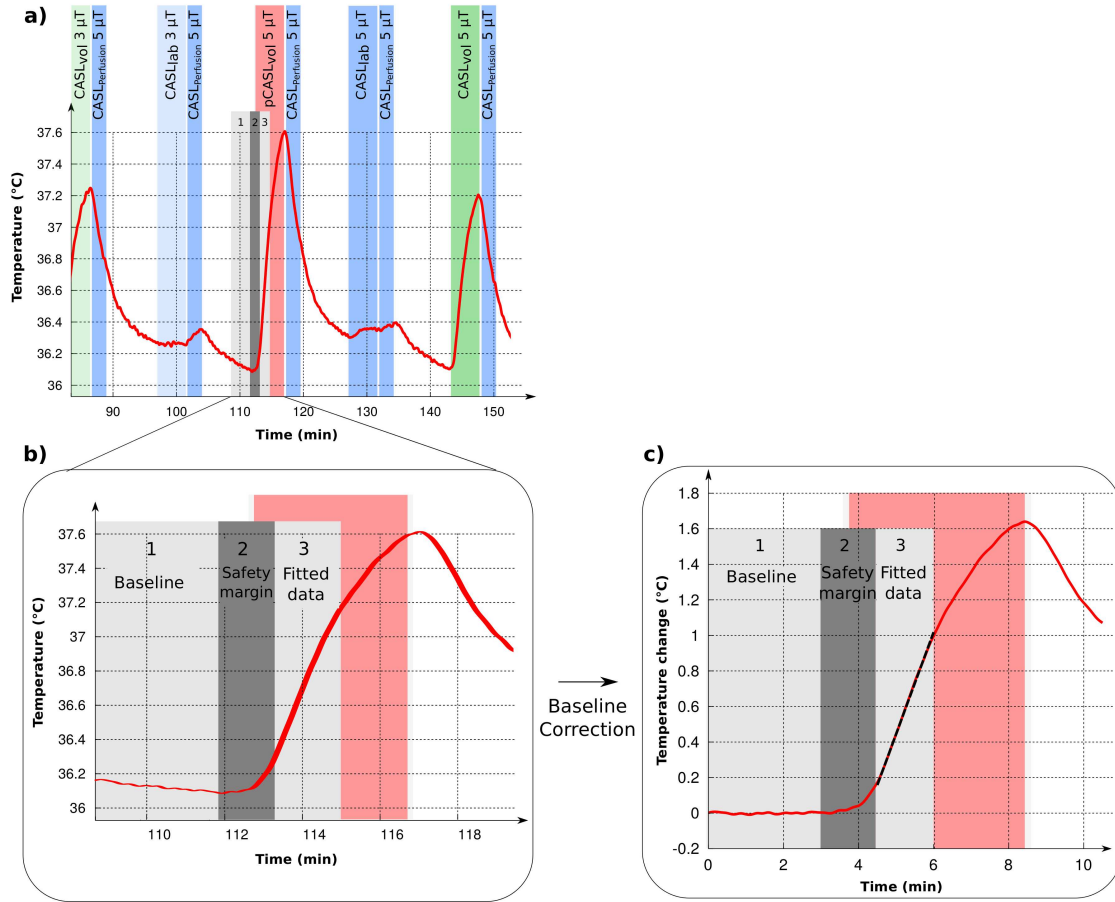 a)
CASLvol 3 µT
CASLPerfusion 5 µT
CASLlab 3 µT
CASLPerfusion 5 µT
pCASLvol 5 µT
CASLPerfusion 5 µT
CASLlab 5 µT
CASLPerfusion 5 µT
CASLvol 5 µT
CASLPerfusion 5 µT
1 2 3
Temperature (°C)
37.6
37.4
37.2
37
36.8
36.6
36.4
36.2
36
90 100 110 120 130 140 150
Time (min)
b)
Temperature (°C)
37.6
37.4
37.2
37
36.8
36.6
36.4
36.2
36
1
Baseline
2
Safety
margin
3
Fitted
data
110 112 114 116 118
Time (min)
Baseline
Correction
c)
Temperature change (°C)
1.8
1.6
1.4
1.2
1
0.8
0.6
0.4
0.2
0
-0.2
1
Baseline
2
Safety
margin
3
Fitted
data
0 2 4 6 8 10
Time (min)